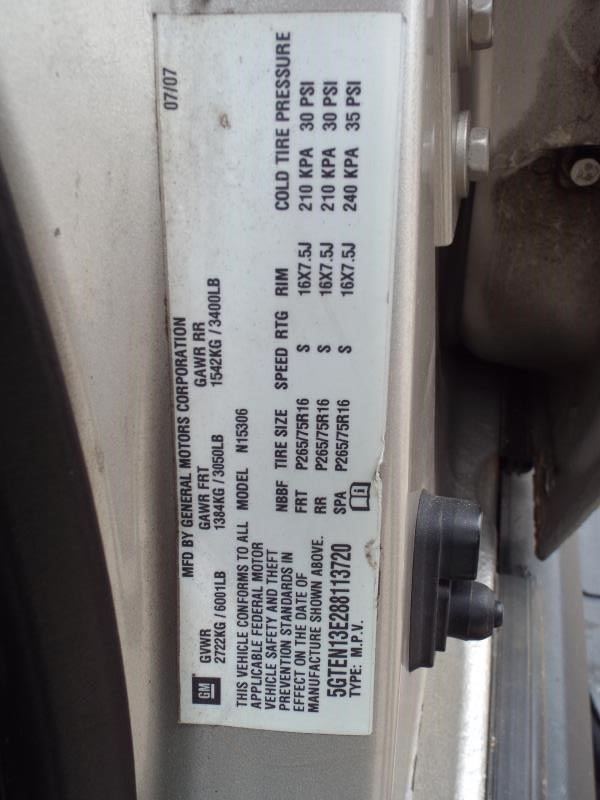 MFD BY GENERAL MOTORS CORPORATION 07/07
GM
GVWR GAWR FRT GAWR RR
2722KG / 6001LB 1384KG / 3050LB 1542KG / 3400LB
THIS VEHICLE CONFORMS TO ALL
APPLICABLE FEDERAL MOTOR
VEHICLE SAFETY AND THEFT
PREVENTION STANDARDS IN
EFFECT ON THE DATE OF
MANUFACTURE SHOWN ABOVE.
5GTEN13E288113720
TYPE: M.P.V.
MODEL N15306
NBBF TIRE SIZE SPEED RTG RIM COLD TIRE PRESSURE
FRT P265/75R16 S 16X7.5J 210 KPA 30 PSI
RR P265/75R16 S 16X7.5J 210 KPA 30 PSI
SPA P265/75R16 S 16X7.5J 240 KPA 35 PSI